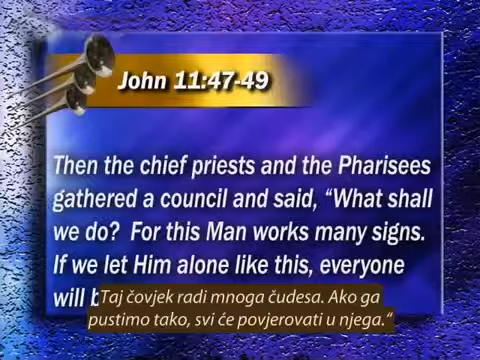 John 11:47-49
Then the chief priests and the Pharisees
gathered a council and said, “What shall
we do?  For this Man works many signs.
If we let Him alone like this, everyone
will
Taj čovjek radi mnoga čudesa. Ako ga
pustimo tako, svi će povjerovati u njega.“